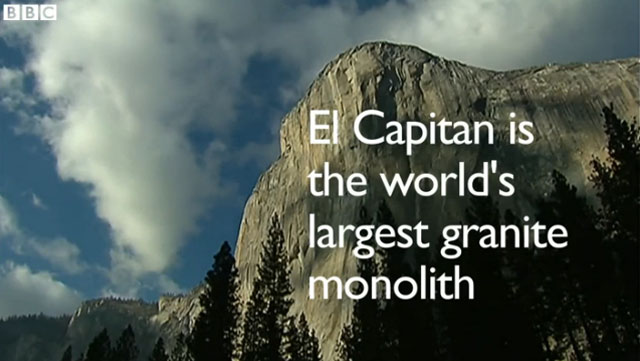 BBC
El Capitan is
the world's
largest granite
monolith